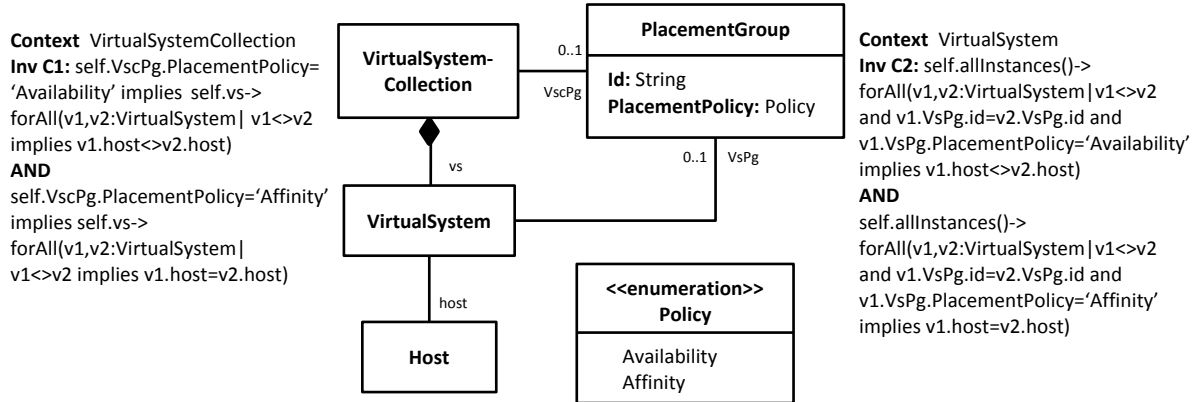 Context VirtualSystemCollection
Inv C1: self.VscPg.PlacementPolicy=
‘Availability’ implies self.vs->
forAll(v1,v2:VirtualSystem| v1<>v2
implies v1.host<>v2.host)
AND
self.VscPg.PlacementPolicy=‘Affinity’
implies self.vs->
forAll(v1,v2:VirtualSystem|
v1<>v2 implies v1.host=v2.host)
VirtualSystem-
Collection
0..1
VscPg
PlacementGroup
Id: String
PlacementPolicy: Policy
vs
0..1 VsPg
VirtualSystem
host
Host
<<enumeration>>
Policy
Availability
Affinity
Context VirtualSystem
Inv C2: self.allInstances()->
forAll(v1,v2:VirtualSystem|v1<>v2
and v1.VsPg.id=v2.VsPg.id and
v1.VsPg.PlacementPolicy=‘Availability’
implies v1.host<>v2.host)
AND
self.allInstances()->
forAll(v1,v2:VirtualSystem|v1<>v2
and v1.VsPg.id=v2.VsPg.id and
v1.VsPg.PlacementPolicy=‘Affinity’
implies v1.host=v2.host)